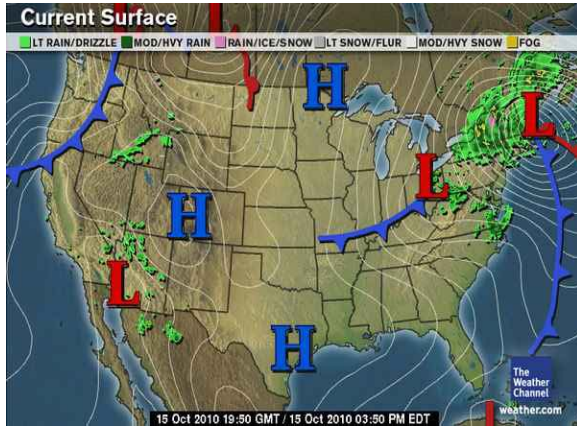 Current Surface
LT RAIN/DRIZZLE MOD/HVY RAIN RAIN/ICE/SNOW LT SNOW/FLUR MOD/HVY SNOW FOG
L
H
L
H
L
H
The
Weather
Channel
weather.com
15 Oct 2010 19:50 GMT / 15 Oct 2010 03:50 PM EDT